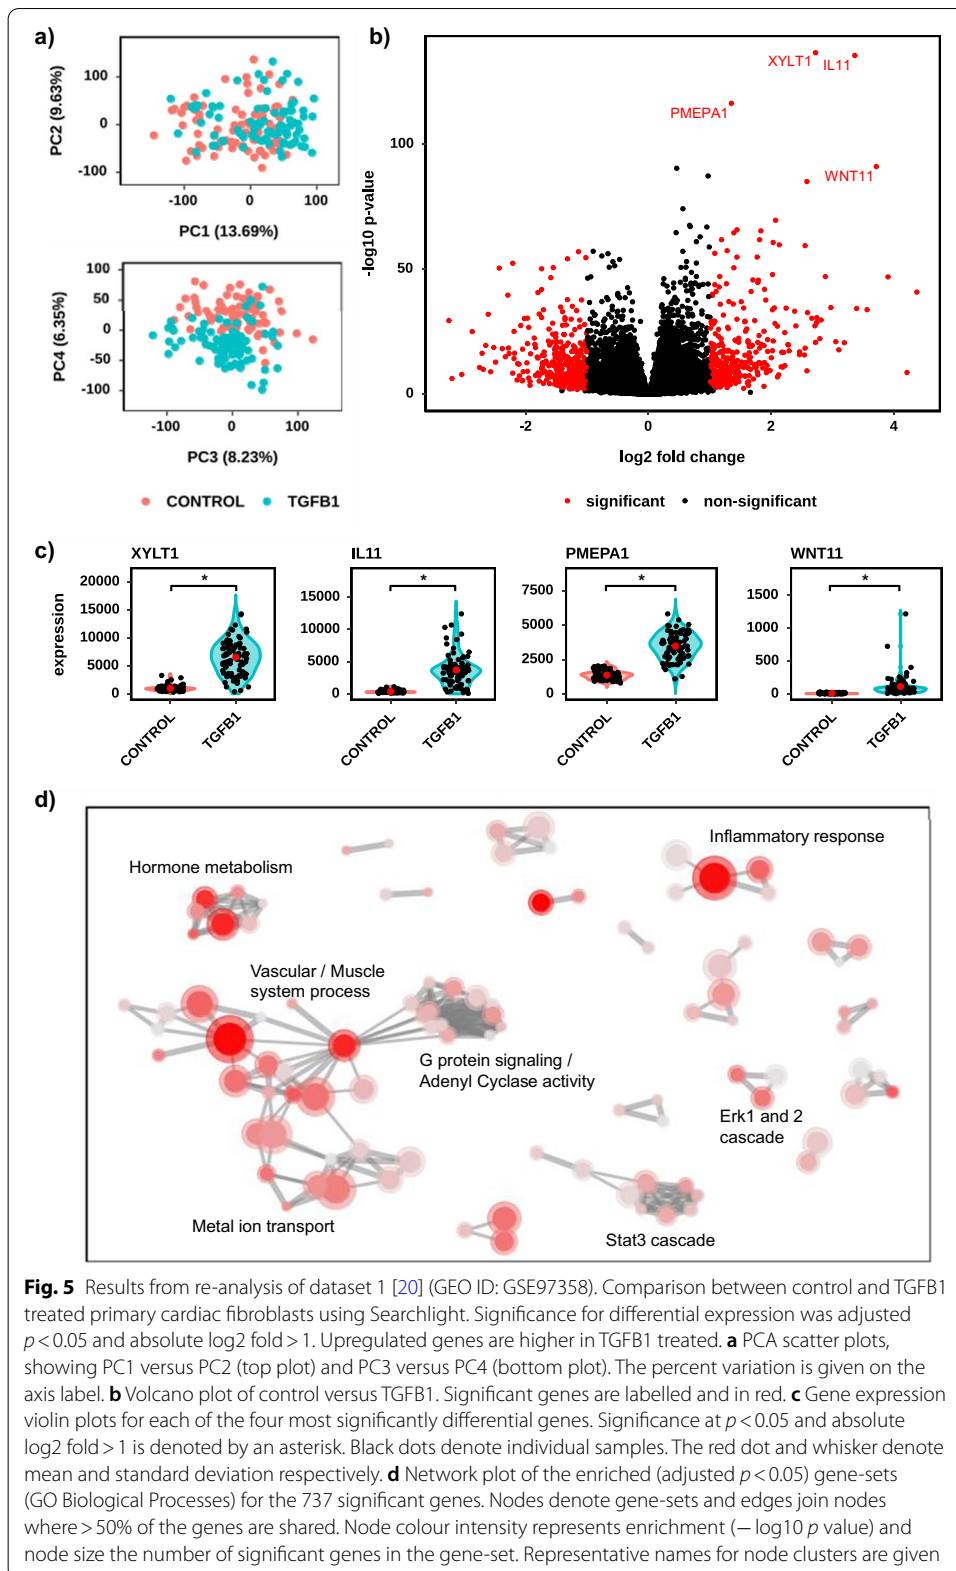 a)
100
0
-100
PC2 (9.63%)
-100
0
100
PC1 (13.69%)
100
50
0
-50
-100
PC4 (6.35%)
-100
0
100
PC3 (8.23%)
CONTROL
TGFB1
b)
XYLT1
IL11
PMEPA1
WNT11
100
50
0
-log10 p-value
-2
0
2
4
log2 fold change
significant
non-significant
c)
XYLT1
20000
15000
10000
5000
0
expression
*
CONTROL
TGFB1
IL11
15000
10000
5000
0
*
CONTROL
TGFB1
PMEPA1
7500
5000
2500
0
*
CONTROL
TGFB1
WNT11
1500
1000
500
0
*
CONTROL
TGFB1
d)
Inflammatory response
Hormone metabolism
Vascular / Muscle
system process
G protein signaling /
Adenyl Cyclase activity
Erk1 and 2
cascade
Metal ion transport
Stat3 cascade
Fig. 5 Results from re-analysis of dataset 1 [20] (GEO ID: GSE97358). Comparison between control and TGFB1
treated primary cardiac fibroblasts using Searchlight. Significance for differential expression was adjusted
p < 0.05 and absolute log2 fold > 1. Upregulated genes are higher in TGFB1 treated. a PCA scatter plots,
showing PC1 versus PC2 (top plot) and PC3 versus PC4 (bottom plot). The percent variation is given on the
axis label. b Volcano plot of control versus TGFB1. Significant genes are labelled and in red. c Gene expression
violin plots for each of the four most significantly differential genes. Significance at p < 0.05 and absolute
log2 fold > 1 is denoted by an asterisk. Black dots denote individual samples. The red dot and whisker denote
mean and standard deviation respectively. d Network plot of the enriched (adjusted p < 0.05) gene-sets
(GO Biological Processes) for the 737 significant genes. Nodes denote gene-sets and edges join nodes
where > 50% of the genes are shared. Node colour intensity represents enrichment (− log10 p value) and
node size the number of significant genes in the gene-set. Representative names for node clusters are given